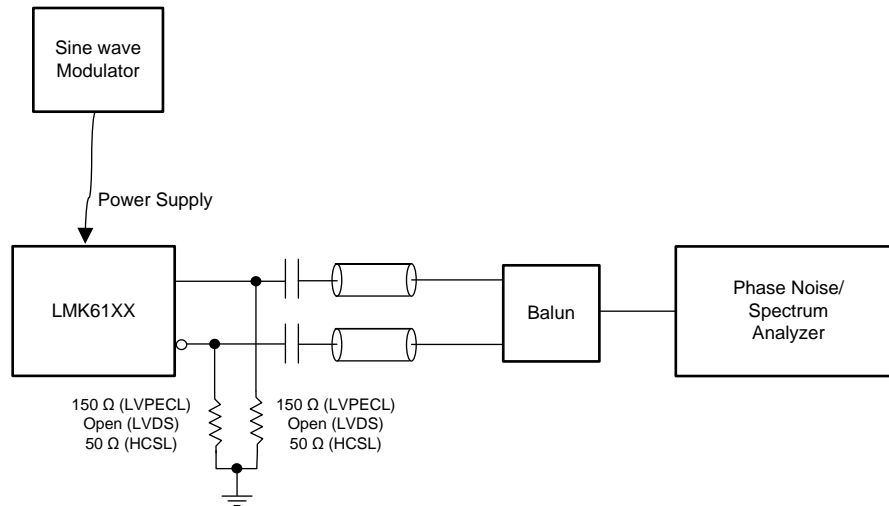 Sine wave
Modulator
Power Supply
LMK61XX
Balun
Phase Noise/
Spectrum
Analyzer
150 Ω (LVPECL)
Open (LVDS)
50 Ω (HCSL)
150 Ω (LVPECL)
Open (LVDS)
50 Ω (HCSL)